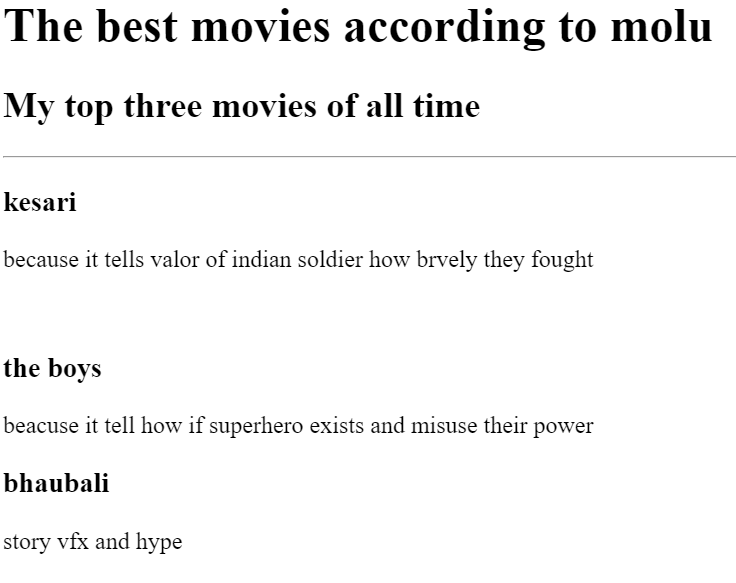 The best movies according to molu
My top three movies of all time
kesari
because it tells valor of indian soldier how brvely they fought
the boys
beacuse it tell how if superhero exists and misuse their power
bhaubali
story vfx and hype